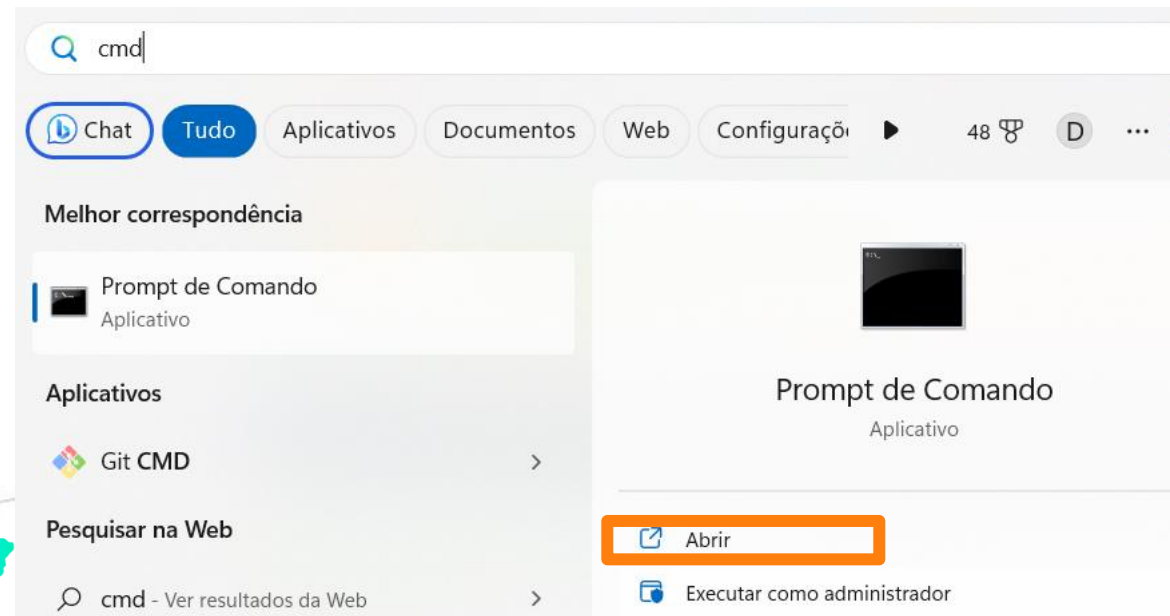 cmd
Chat Tudo Aplicativos Documentos Web Configuraçõ 48 D ...
Melhor correspondência
Prompt de Comando
Aplicativo
Aplicativos
Git CMD
Pesquisar na Web
cmd - Ver resultados da Web
Prompt de Comando
Aplicativo
Abrir
Executar como administrador